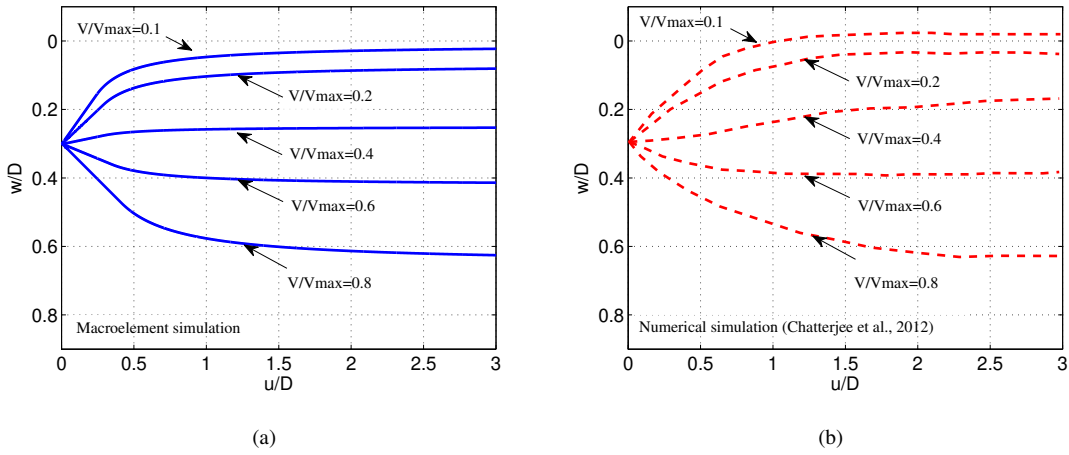 V/Vmax=0.1
0
0.2
0.4
0.6
0.8
w/D
V/Vmax=0.2
V/Vmax=0.4
V/Vmax=0.6
V/Vmax=0.8
Macroelement simulation
0 0.5 1 1.5 2 2.5 3
u/D
(a)
V/Vmax=0.1
0
0.2
0.4
0.6
0.8
w/D
V/Vmax=0.2
V/Vmax=0.4
V/Vmax=0.6
V/Vmax=0.8
Numerical simulation (Chatterjee et al., 2012)
0 0.5 1 1.5 2 2.5 3
u/D
(b)